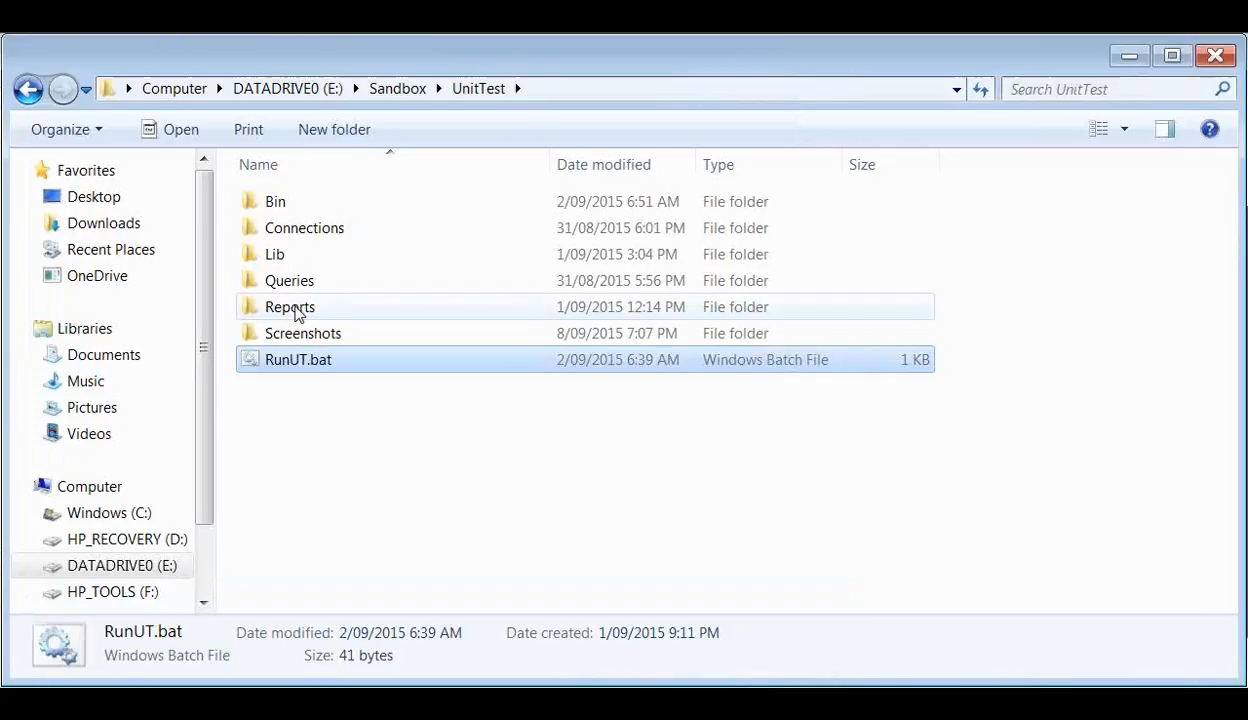 Computer DATADRIVE0 (E:) Sandbox UnitTest
Search UnitTest
Organize Open Print New folder
Favorites
Desktop
Downloads
Recent Places
OneDrive
Libraries
Documents
Music
Pictures
Videos
Computer
Windows (C:)
HP_RECOVERY (D:)
DATADRIVE0 (E:)
HP_TOOLS (F:)
Name Date modified Type Size
Bin 2/09/2015 6:51 AM File folder
Connections 31/08/2015 6:01 PM File folder
Lib 1/09/2015 3:04 PM File folder
Queries 31/08/2015 5:56 PM File folder
Reports 1/09/2015 12:14 PM File folder
Screenshots 8/09/2015 7:07 PM File folder
RunUT.bat 2/09/2015 6:39 AM Windows Batch File 1 KB
RunUT.bat Date modified: 2/09/2015 6:39 AM Date created: 1/09/2015 9:11 PM
Windows Batch File Size: 41 bytes